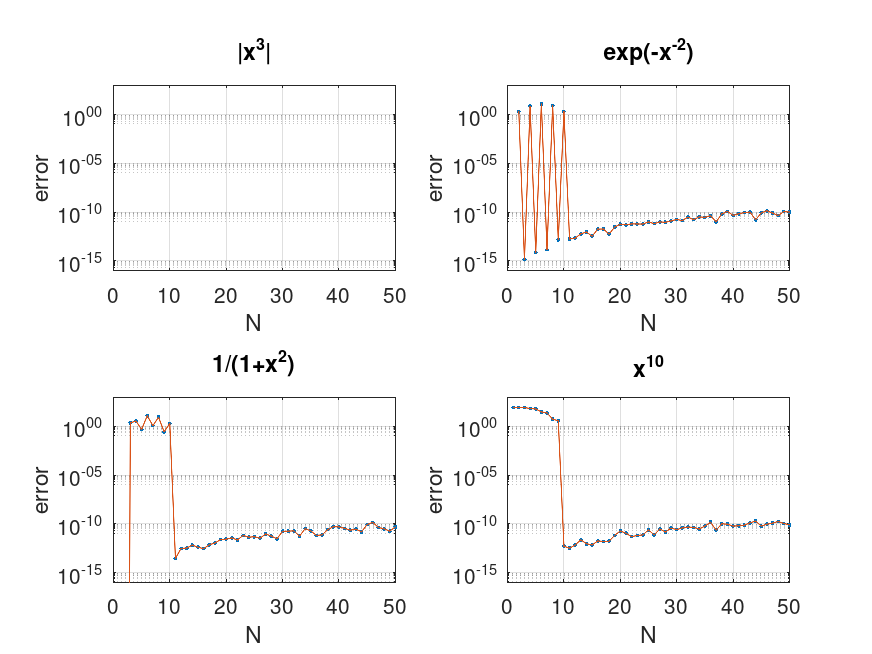 |x³|
error
10⁰⁰
10⁻⁰⁵
10⁻¹⁰
10⁻¹⁵
0 10 20 30 40 50
N
exp(-x⁻²)
error
10⁰⁰
10⁻⁰⁵
10⁻¹⁰
10⁻¹⁵
0 10 20 30 40 50
N
1/(1+x²)
error
10⁰⁰
10⁻⁰⁵
10⁻¹⁰
10⁻¹⁵
0 10 20 30 40 50
N
x¹⁰
error
10⁰⁰
10⁻⁰⁵
10⁻¹⁰
10⁻¹⁵
0 10 20 30 40 50
N